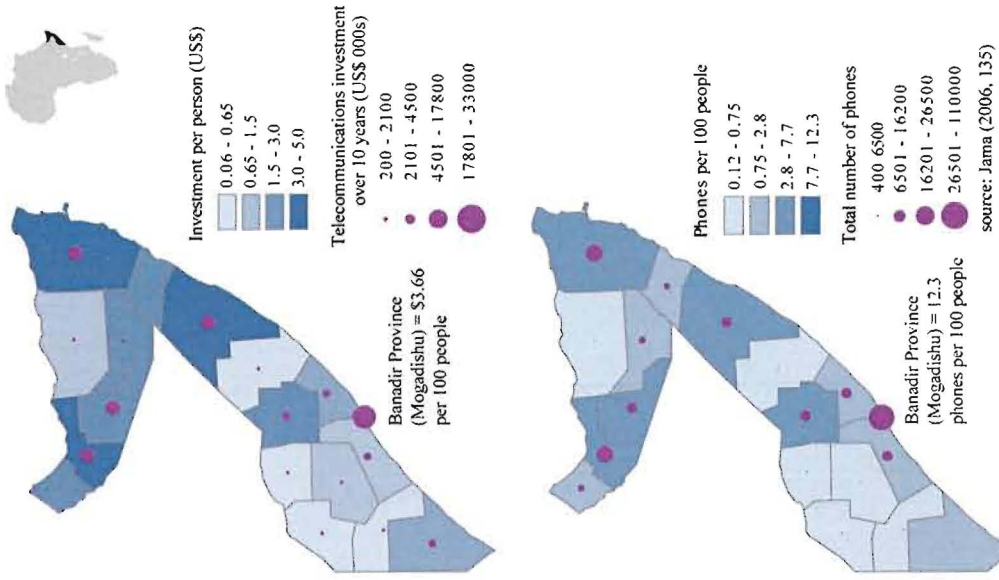 Investment per person (US$)
0.06 - 0.65
0.65 - 1.5
1.5 - 3.0
3.0 - 5.0
Telecommunications investment
over 10 years (US$ 000s)
200 - 2100
2101 - 4500
4501 - 17800
17801 - 33000
Banadir Province
(Mogadishu) = $3.66
per 100 people
Phones per 100 people
0.12 - 0.75
0.75 - 2.8
2.8 - 7.7
7.7 - 12.3
Total number of phones
400 6500
6501 - 16200
16201 - 26500
26501 - 110000
Banadir Province
(Mogadishu) = 12.3
phones per 100 people
source: Jama (2006, 135)